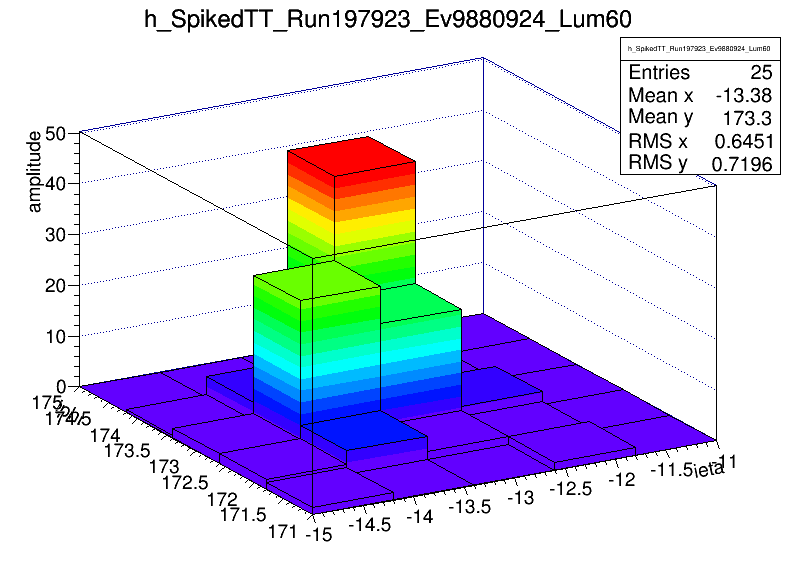 h_SpikedTT_Run197923_Ev9880924_Lum60
h_SpikedTT_Run197923_Ev9880924_Lum60
Entries 25
Mean x -13.38
Mean y 173.3
RMS x 0.6451
RMS y 0.7196
amplitude
50
40
30
20
10
0
175
174.5
174
173.5
173
172.5
172
171.5
171
-15
-14.5
-14
-13.5
-13
-12.5
-12
-11.5
-11
ieta